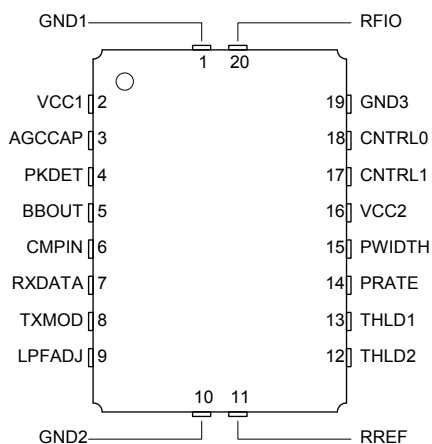 GND1 RFIO
1 20
VCC1 2 19 GND3
AGCCAP 3 18 CNTRL0
PKDET 4 17 CNTRL1
BBOUT 5 16 VCC2
CMPIN 6 15 PWIDTH
RXDATA 7 14 PRATE
TXMOD 8 13 THLD1
LPFADJ 9 12 THLD2
10 11
GND2 RREF